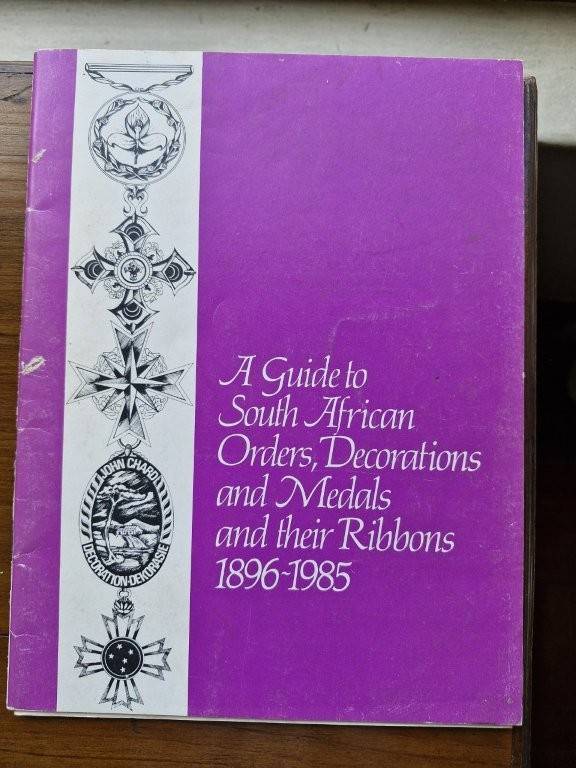 A Guide to
South African
Orders, Decorations
and Medals
and their Ribbons
1896-1985
JOHN CHARD
DECORATION-DEKORASIE